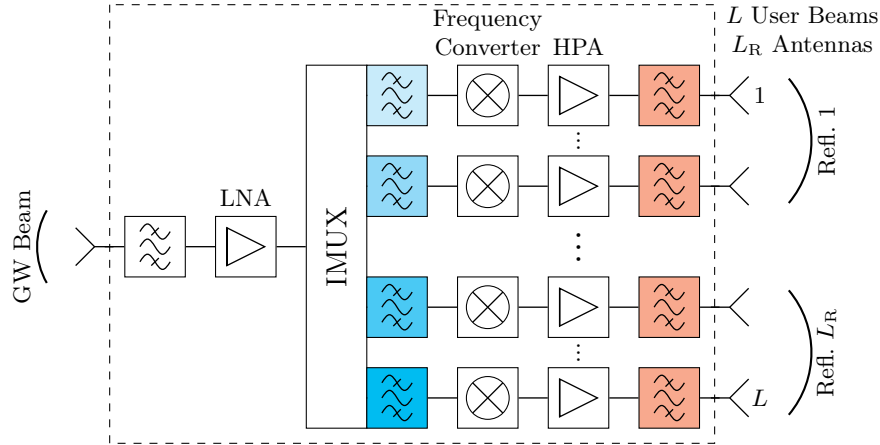 Frequency
Converter
HPA
L User Beams
L_R Antennas
1
Refl. 1
LNA
IMUX
GW Beam
Refl. L_R
L